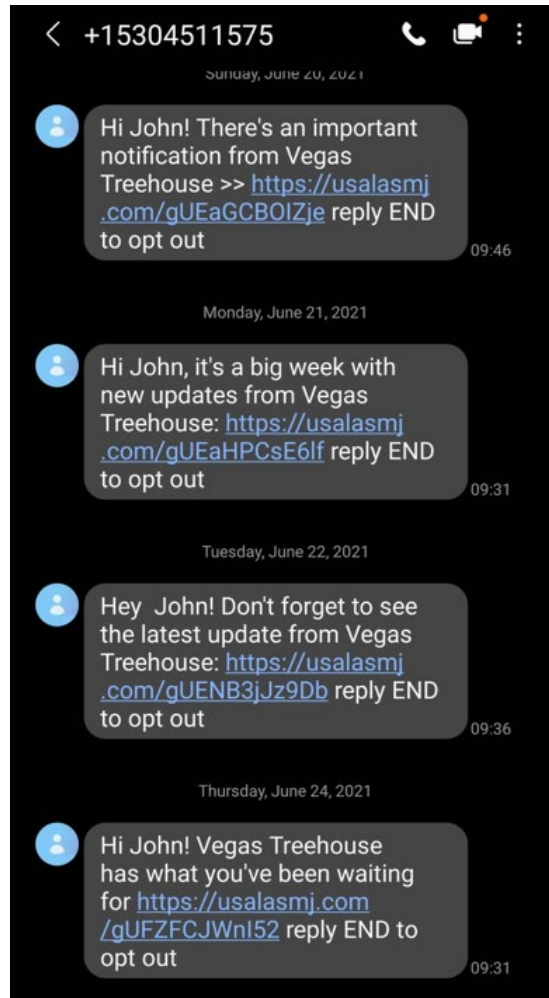 +15304511575
Sunday, June 20, 2021
Hi John! There's an important
notification from Vegas
Treehouse >> https://usalasmj
.com/gUEaGCBOIZje reply END
to opt out
09:46
Monday, June 21, 2021
Hi John, it's a big week with
new updates from Vegas
Treehouse: https://usalasmj
.com/gUEaHPCsE6lf reply END
to opt out
09:31
Tuesday, June 22, 2021
Hey  John! Don't forget to see
the latest update from Vegas
Treehouse: https://usalasmj
.com/gUENB3jJz9Db reply END
to opt out
09:36
Thursday, June 24, 2021
Hi John! Vegas Treehouse
has what you've been waiting
for https://usalasmj.com
/gUFZFCJWnI52 reply END to
opt out
09:31